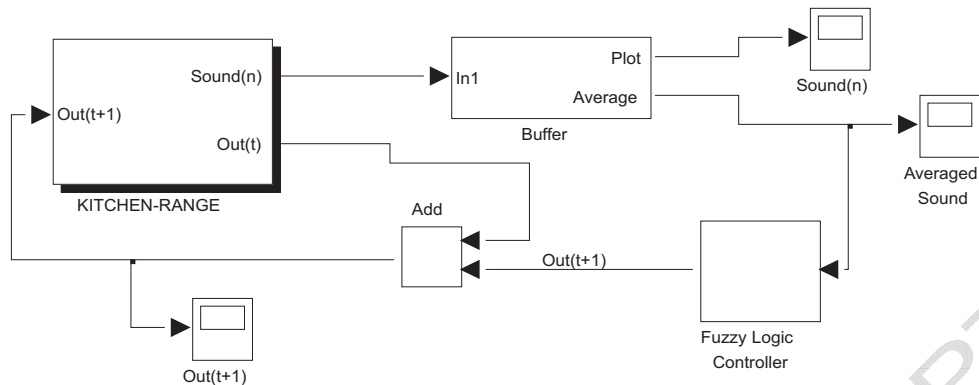 Sound(n)
Out(t+1)
Out(t)
KITCHEN-RANGE
In1
Plot
Average
Buffer
Sound(n)
Averaged
Sound
Add
Out(t+1)
Fuzzy Logic
Controller
Out(t+1)